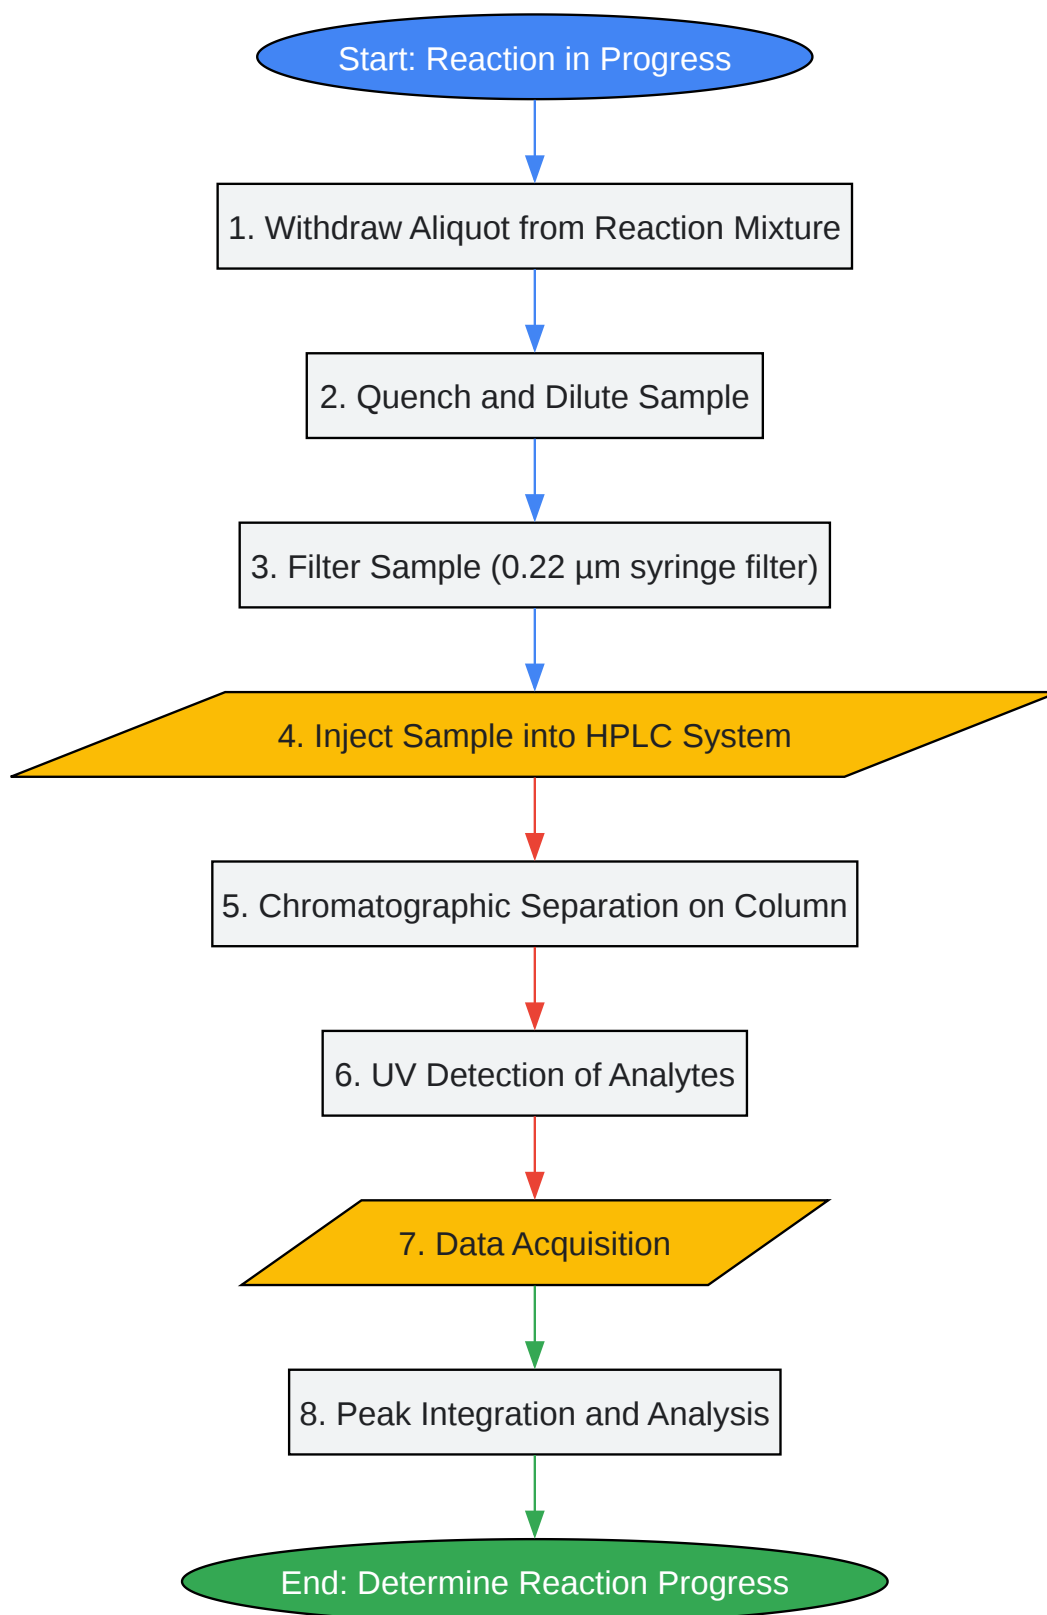 Start: Reaction in Progress
1. Withdraw Aliquot from Reaction Mixture
2. Quench and Dilute Sample
3. Filter Sample (0.22 µm syringe filter)
4. Inject Sample into HPLC System
5. Chromatographic Separation on Column
6. UV Detection of Analytes
7. Data Acquisition
8. Peak Integration and Analysis
End: Determine Reaction Progress